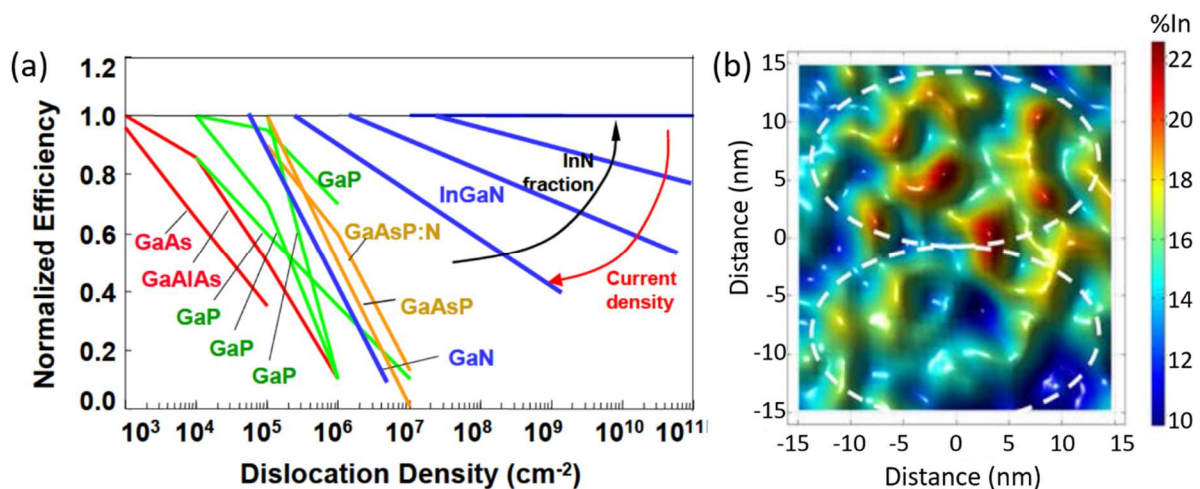 (a)
1.2
1.0
0.8
0.6
0.4
0.2
0.0
Normalized Efficiency
GaAs
GaAlAs
GaP
GaP
GaP
GaP
GaAsP:N
GaAsP
GaN
InGaN
InN
fraction
Current
density
10³ 10⁴ 10⁵ 10⁶ 10⁷ 10⁸ 10⁹ 10¹⁰ 10¹¹
Dislocation Density (cm⁻²)
(b)
15
10
5
0
-5
-10
-15
Distance (nm)
-15 -10 -5 0 5 10 15
Distance (nm)
%In
22
20
18
16
14
12
10